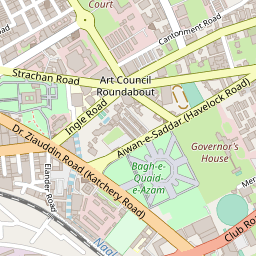 Court
Cantonment Road
Strachan Road
Art Council
Roundabout
Ingle Road
Aiwan-e-Saddar (Havelock Road)
Governor's
House
Dr. Ziauddin Road (Katchery Road)
Bagh-e-
Quaid-e-
Azam
Elander Road
Club Ro